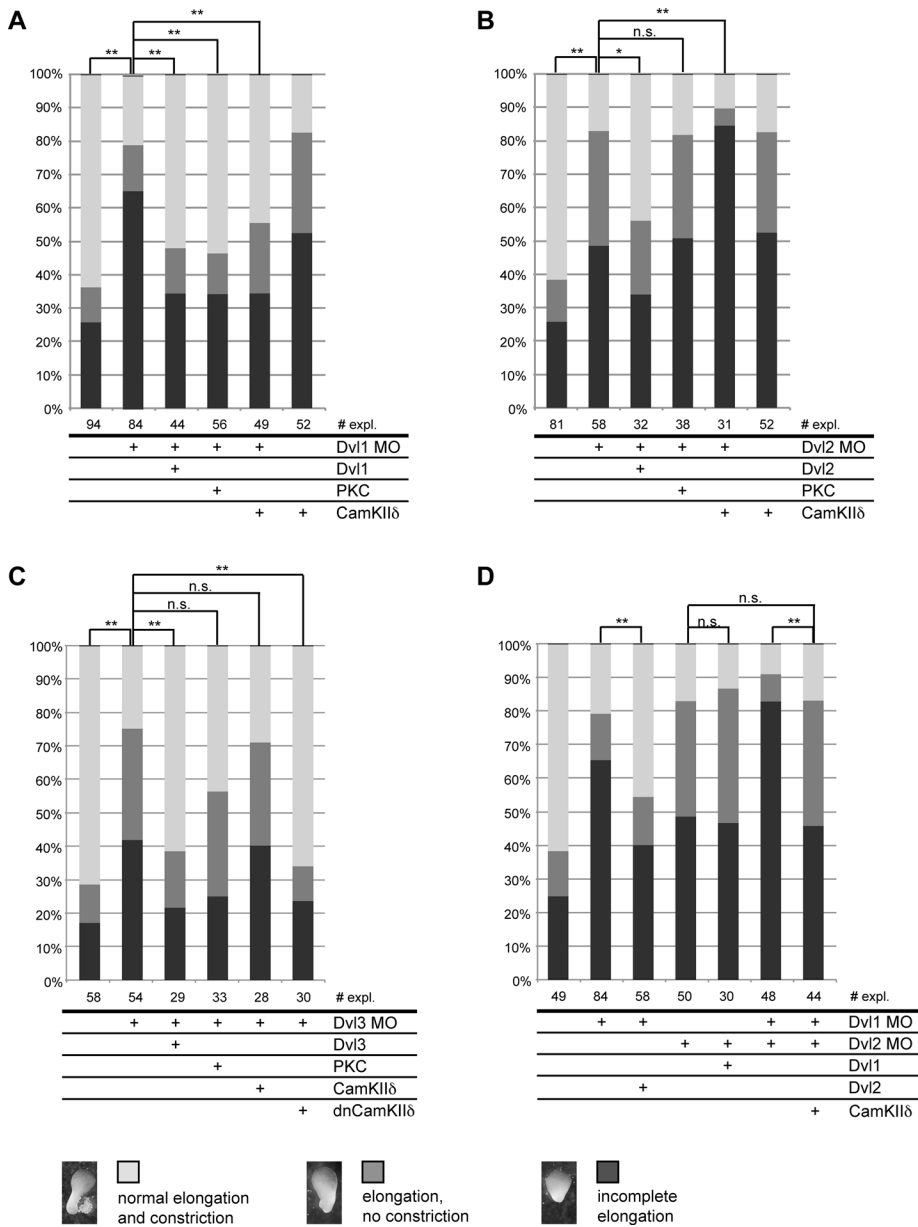 A
**
**
** **
100%
90%
80%
70%
60%
50%
40%
30%
20%
10%
0%
94 84 44 56 49 52 # expl.
+ + + + Dvl1 MO
+ Dvl1
+ PKC
+ + CamKIIδ
B
**
n.s.
** *
100%
90%
80%
70%
60%
50%
40%
30%
20%
10%
0%
81 58 32 38 31 52 # expl.
+ + + + Dvl2 MO
+ Dvl2
+ PKC
+ + CamKIIδ
C
**
n.s.
n.s.
** **
100%
90%
80%
70%
60%
50%
40%
30%
20%
10%
0%
58 54 29 33 28 30 # expl.
+ + + + + Dvl3 MO
+ Dvl3
+ PKC
+ CamKIIδ
+ dnCamKIIδ
D
n.s.
** n.s. **
100%
90%
80%
70%
60%
50%
40%
30%
20%
10%
0%
49 84 58 50 30 48 44 # expl.
+ + + + Dvl1 MO
+ + + + Dvl2 MO
+ Dvl1
+ Dvl2
+ CamKIIδ
normal elongation
and constriction
elongation,
no constriction
incomplete
elongation